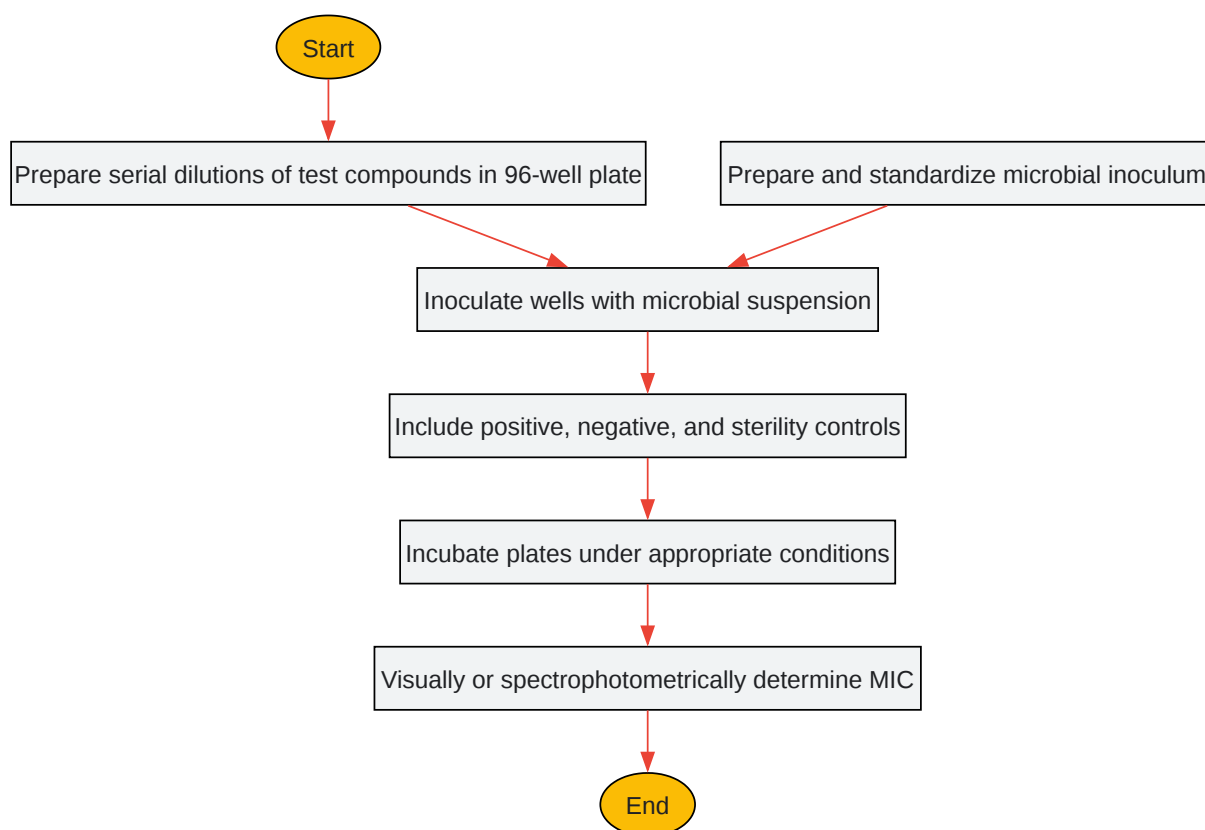 Start
Prepare serial dilutions of test compounds in 96-well plate
Prepare and standardize microbial inoculum
Inoculate wells with microbial suspension
Include positive, negative, and sterility controls
Incubate plates under appropriate conditions
Visually or spectrophotometrically determine MIC
End